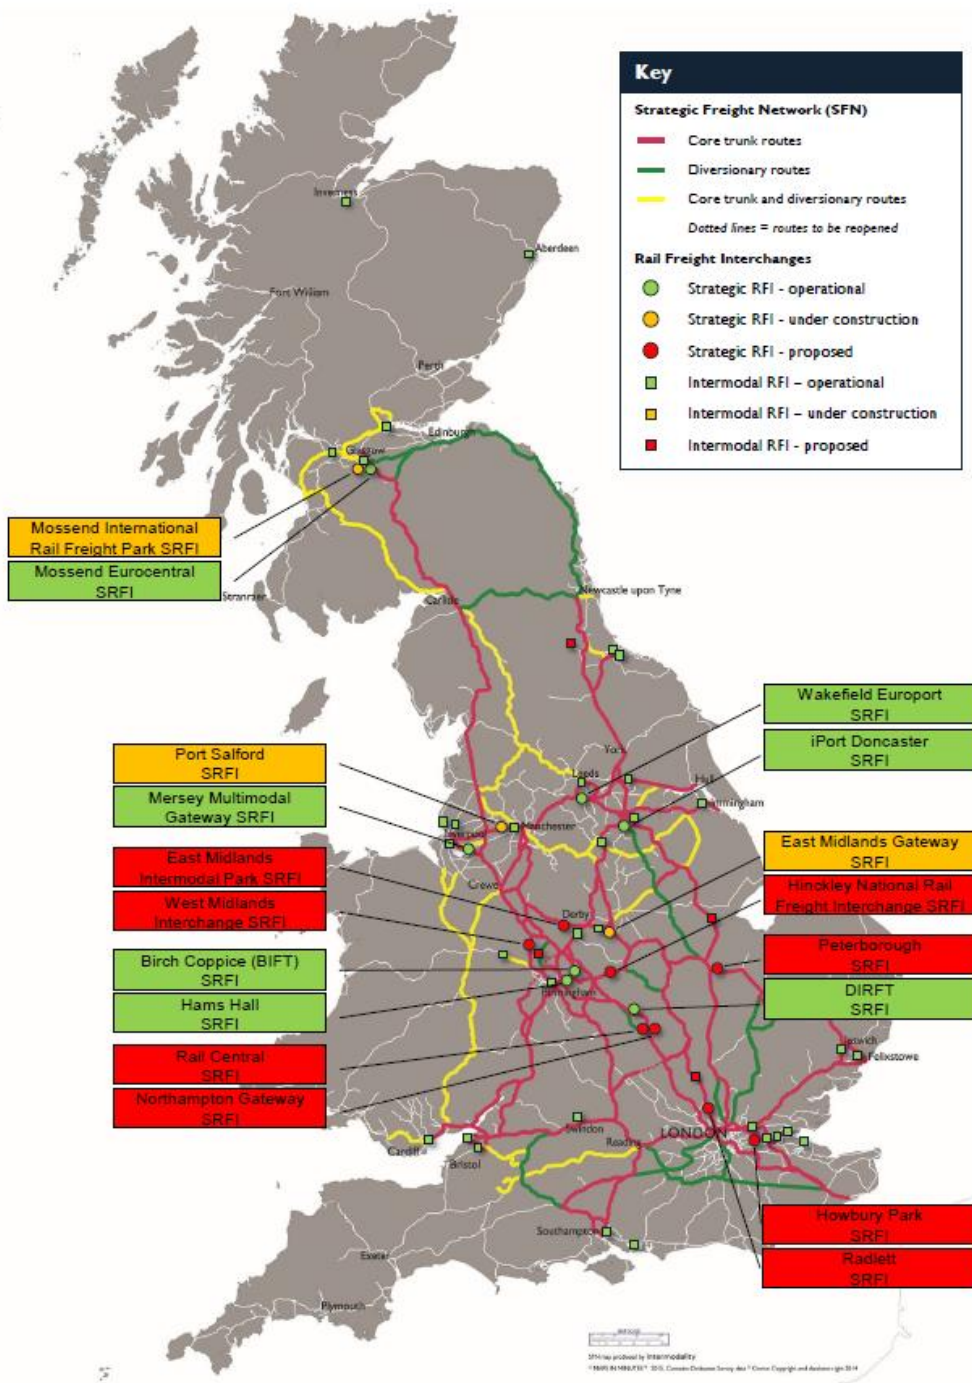 Key
Strategic Freight Network (SFN)
Core trunk routes
Diversionary routes
Core trunk and diversionary routes
Dotted lines = routes to be reopened
Rail Freight Interchanges
Strategic RFI - operational
Strategic RFI - under construction
Strategic RFI - proposed
Intermodal RFI – operational
Intermodal RFI – under construction
Intermodal RFI - proposed
Inverness
Aberdeen
Fort William
Perth
Edinburgh
Glasgow
Mossend International
Rail Freight Park SRFI
Mossend Eurocentral
SRFI
Stranraer
Carlisle
Newcastle upon Tyne
Wakefield Europort
SRFI
iPort Doncaster
SRFI
York
Leeds
Hull
Immingham
Port Salford
SRFI
Mersey Multimodal
Gateway SRFI
Manchester
Liverpool
East Midlands
Intermodal Park SRFI
East Midlands Gateway
SRFI
Crewe
West Midlands
Interchange SRFI
Hinckley National Rail
Freight Interchange SRFI
Derby
Peterborough
SRFI
Birch Coppice (BIFT)
SRFI
Birmingham
DIRFT
SRFI
Hams Hall
SRFI
Rail Central
SRFI
Northampton Gateway
SRFI
Ipswich
Felixstowe
Swindon
LONDON
Reading
Cardiff
Bristol
Howbury Park
SRFI
Radlett
SRFI
Southampton
Exeter
Plymouth
SFN map produced by Intermodality